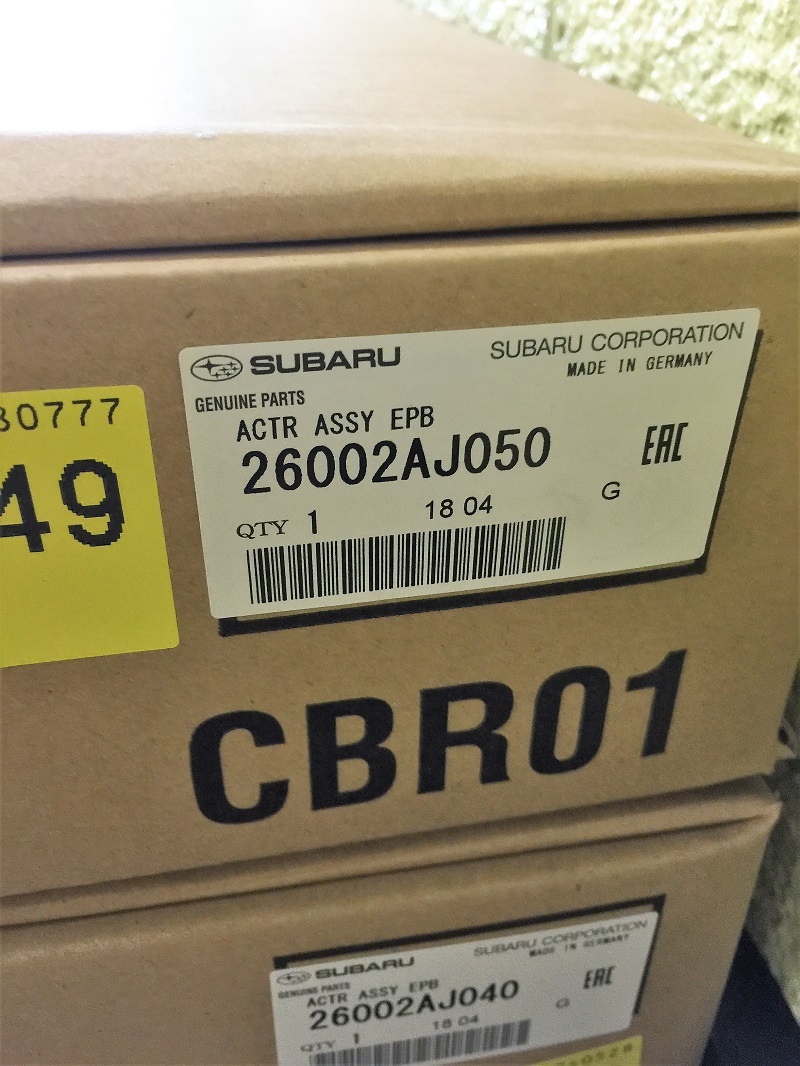 30777
49
SUBARU
SUBARU CORPORATION
MADE IN GERMANY
GENUINE PARTS
ACTR ASSY EPB
26002AJ050
EAC
QTY 1
18 04
G
CBR01
SUBARU
SUBARU CORPORATION
MADE IN GERMANY
GENUINE PARTS
ACTR ASSY EPB
26002AJ040
EAC
QTY 1
18 04
G